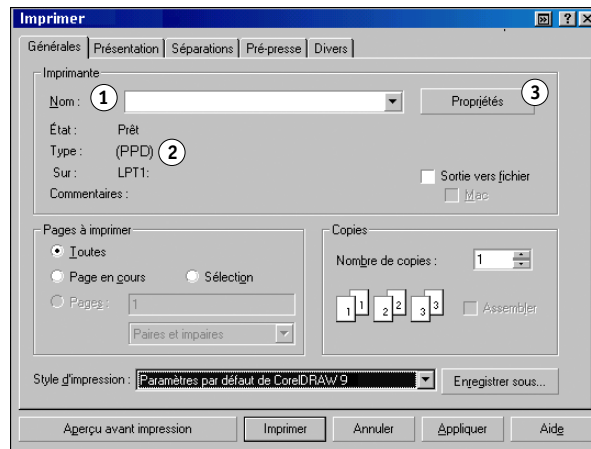 Imprimer
Générales Présentation Séparations Pré-presse Divers
Imprimante
Nom : 1 Propriétés 3
État : Prêt
Type : (PPD) 2
Sur : LPT1:
Sortie vers fichier
Commentaires : Mac
Pages à imprimer
Toutes
Page en cours Sélection
Pages : 1
Paires et impaires
Copies
Nombre de copies : 1
1 1 2 2 3 3 Assembler
Style d'impression : Paramètres par défaut de CorelDRAW 9 Enregistrer sous...
Aperçu avant impression Imprimer Annuler Appliquer Aide